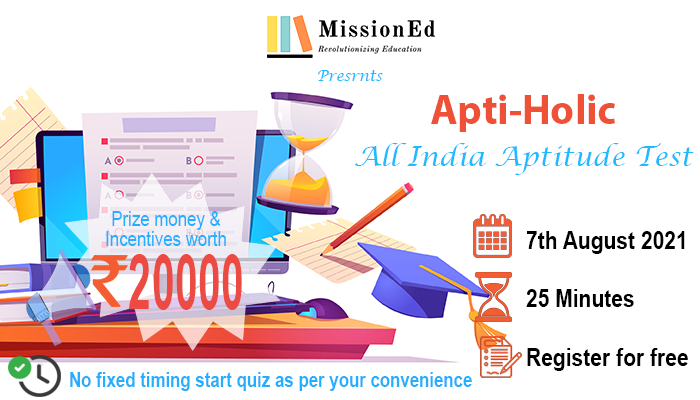 MissionEd
Revolutionizing Education
Presrnts
Apti-Holic
All India Aptitude Test
A
B
Prize money &
Incentives worth
₹20000
7th August 2021
25 Minutes
Register for free
No fixed timing start quiz as per your convenience